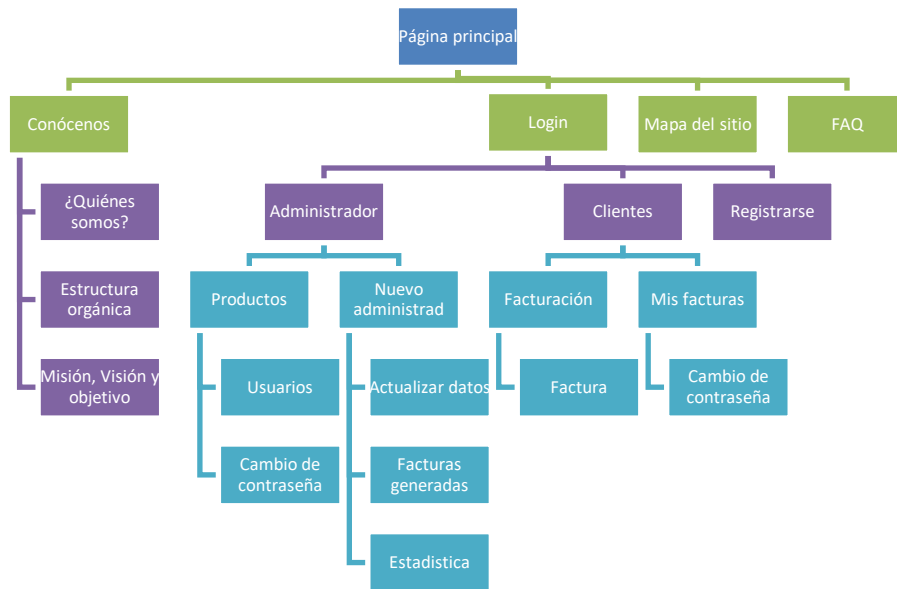 Página principal
Conócenos
Login
Mapa del sitio
FAQ
¿Quiénes
somos?
Administrador
Clientes
Registrarse
Estructura
orgánica
Productos
Nuevo
administrad
Facturación
Mis facturas
Misión, Visión y
objetivo
Usuarios
Actualizar datos
Factura
Cambio de
contraseña
Cambio de
contraseña
Facturas
generadas
Estadistica